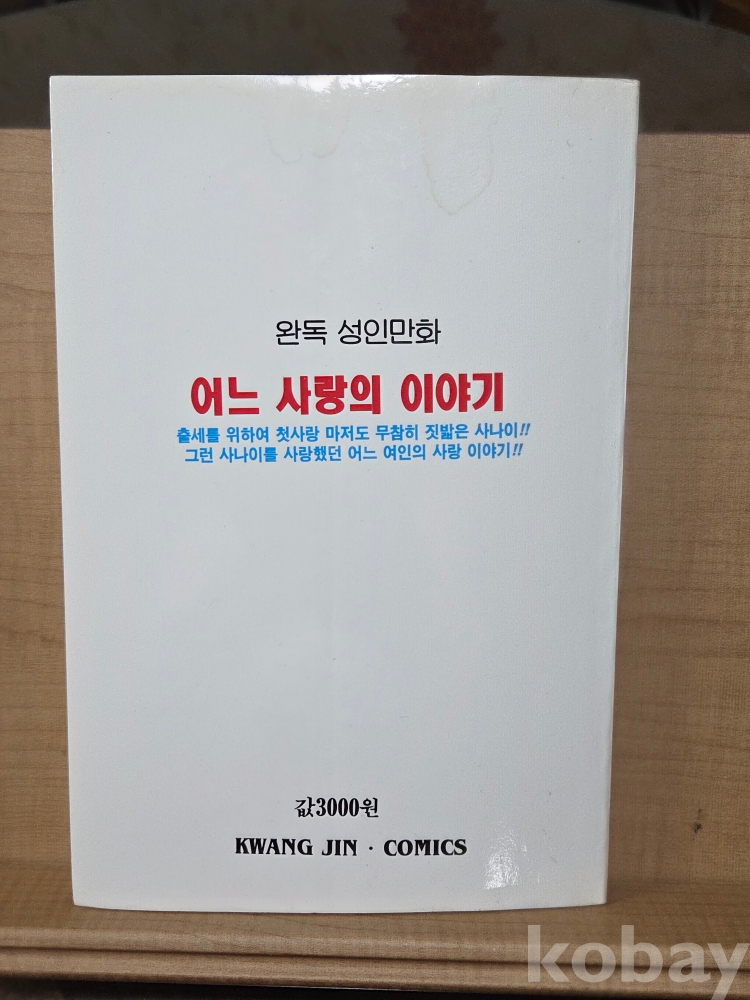 완독 성인만화
어느 사랑의 이야기
출세를 위하여 첫사랑 마저도 무참히 짓밟은 사나이!!
그런 사나이를 사랑했던 어느 여인의 사랑 이야기!!
값3000원
KWANG JIN · COMICS
kobay